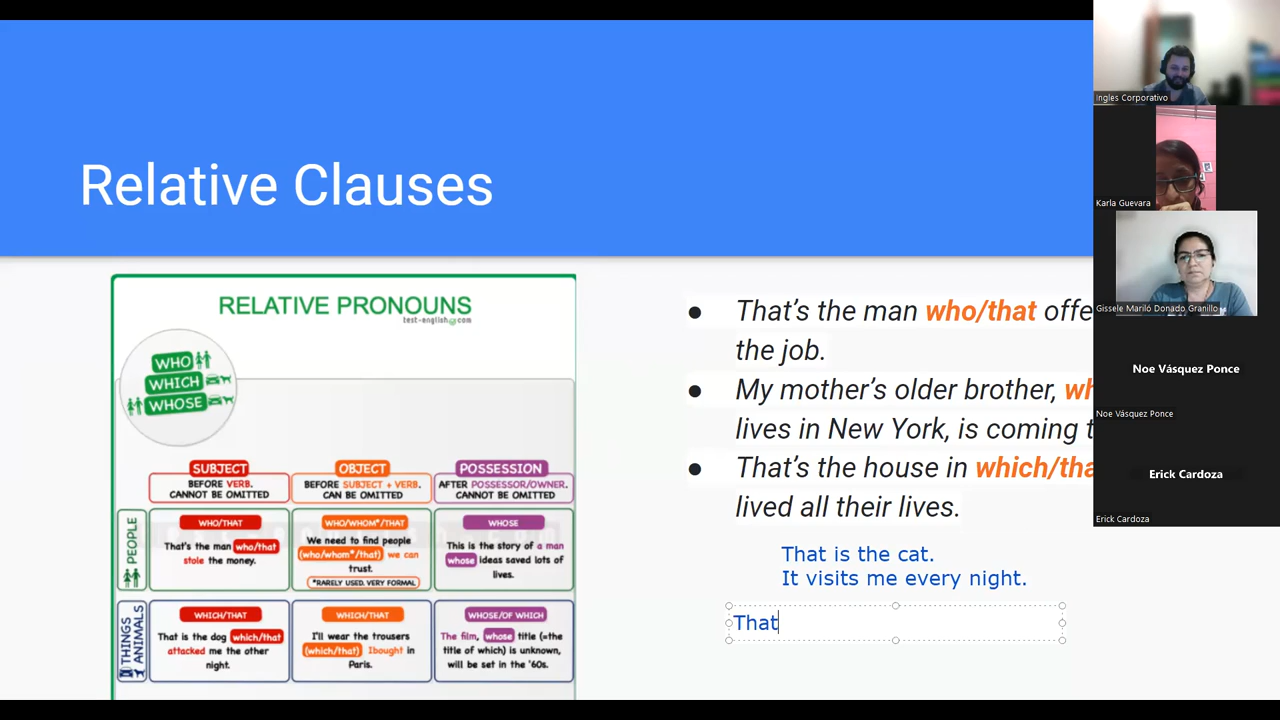 Relative Clauses
RELATIVE PRONOUNS
test-english.com
WHO
WHICH
WHOSE
SUBJECT
BEFORE VERB.
CANNOT BE OMITTED
OBJECT
BEFORE SUBJECT + VERB.
CAN BE OMITTED
POSSESSION
AFTER POSSESSOR/OWNER.
CANNOT BE OMITTED
PEOPLE
WHO/THAT
That's the man who/that
stole the money.
WHO/WHOM*/THAT
We need to find people
(who/whom*/that) we can
trust.
*RARELY USED. VERY FORMAL
WHOSE
This is the story of a man
whose ideas saved lots of
lives.
THINGS
ANIMALS
WHICH/THAT
That is the dog which/that
attacked me the other
night.
WHICH/THAT
I'll wear the trousers
(which/that) I bought in
Paris.
WHOSE/OF WHICH
The film, whose title (=the
title of which) is unknown,
will be set in the '60s.
● That's the man who/that offe
the job.
● My mother's older brother, wh
lives in New York, is coming t
● That's the house in which/tha
lived all their lives.
That is the cat.
It visits me every night.
That
Ingles Corporativo
Karla Guevara
Gissele Mariló Donado Granillo
Noe Vásquez Ponce
Noe Vásquez Ponce
Erick Cardoza
Erick Cardoza